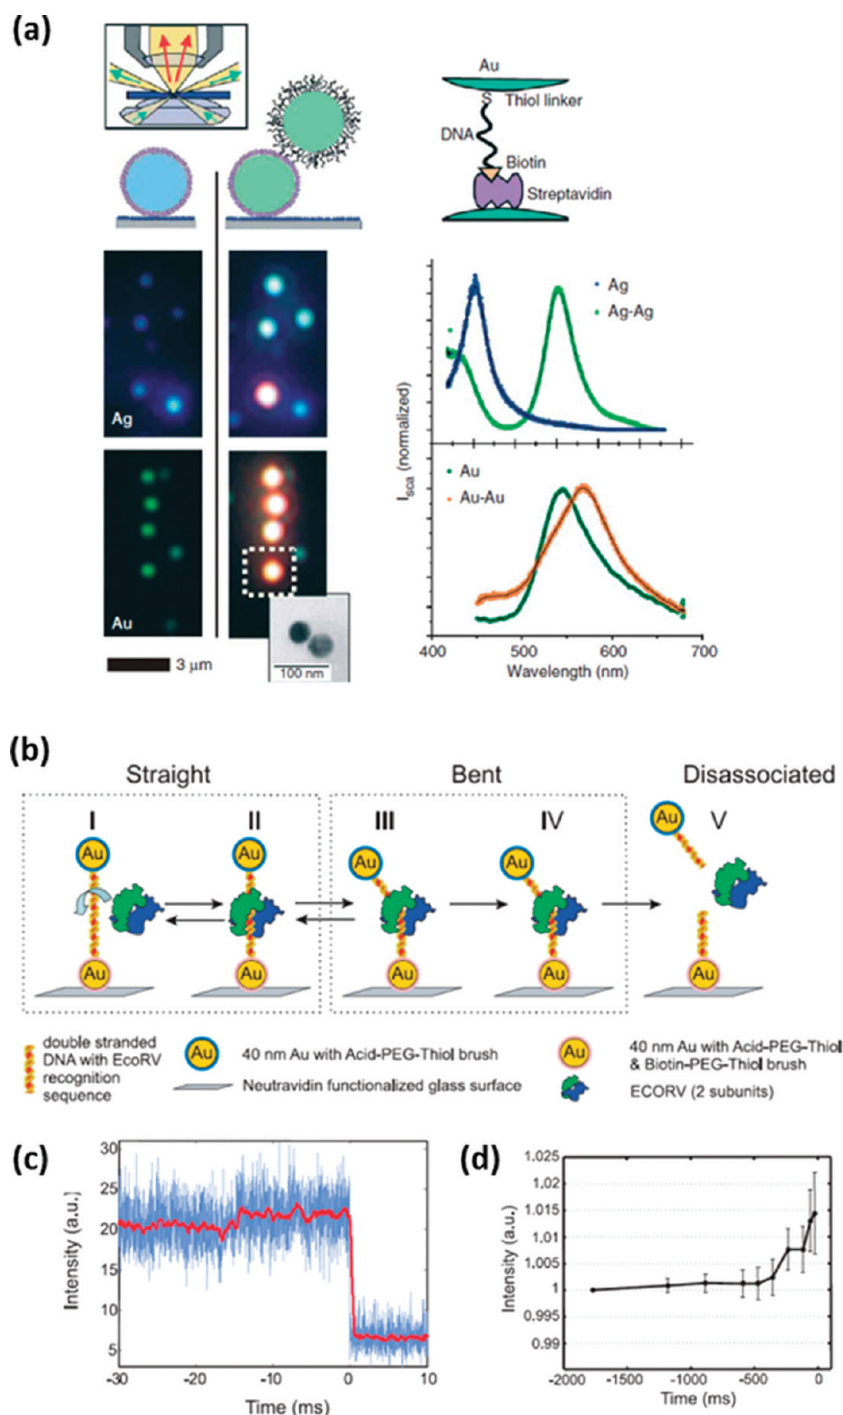 (a)
Au
S
Thiol linker
DNA
Biotin
Streptavidin
Ag
Au
3 μm
100 nm
Ag
Ag-Ag
Au
Au-Au
I_sca (normalized)
400 500 600 700
Wavelength (nm)
(b)
Straight Bent Disassociated
I II III IV V
Au Au Au Au Au
Au Au Au Au Au
double stranded
DNA with EcoRV
recognition
sequence
Au 40 nm Au with Acid-PEG-Thiol brush
Neutravidin functionalized glass surface
Au 40 nm Au with Acid-PEG-Thiol
& Biotin-PEG-Thiol brush
ECORV (2 subunits)
(c)
Intensity (a.u.)
30
25
20
15
10
5
-30 -20 -10 0 10
Time (ms)
(d)
Intensity (a.u.)
1.025
1.02
1.015
1.01
1.005
1
0.995
0.99
-2000 -1500 -1000 -500 0
Time (ms)